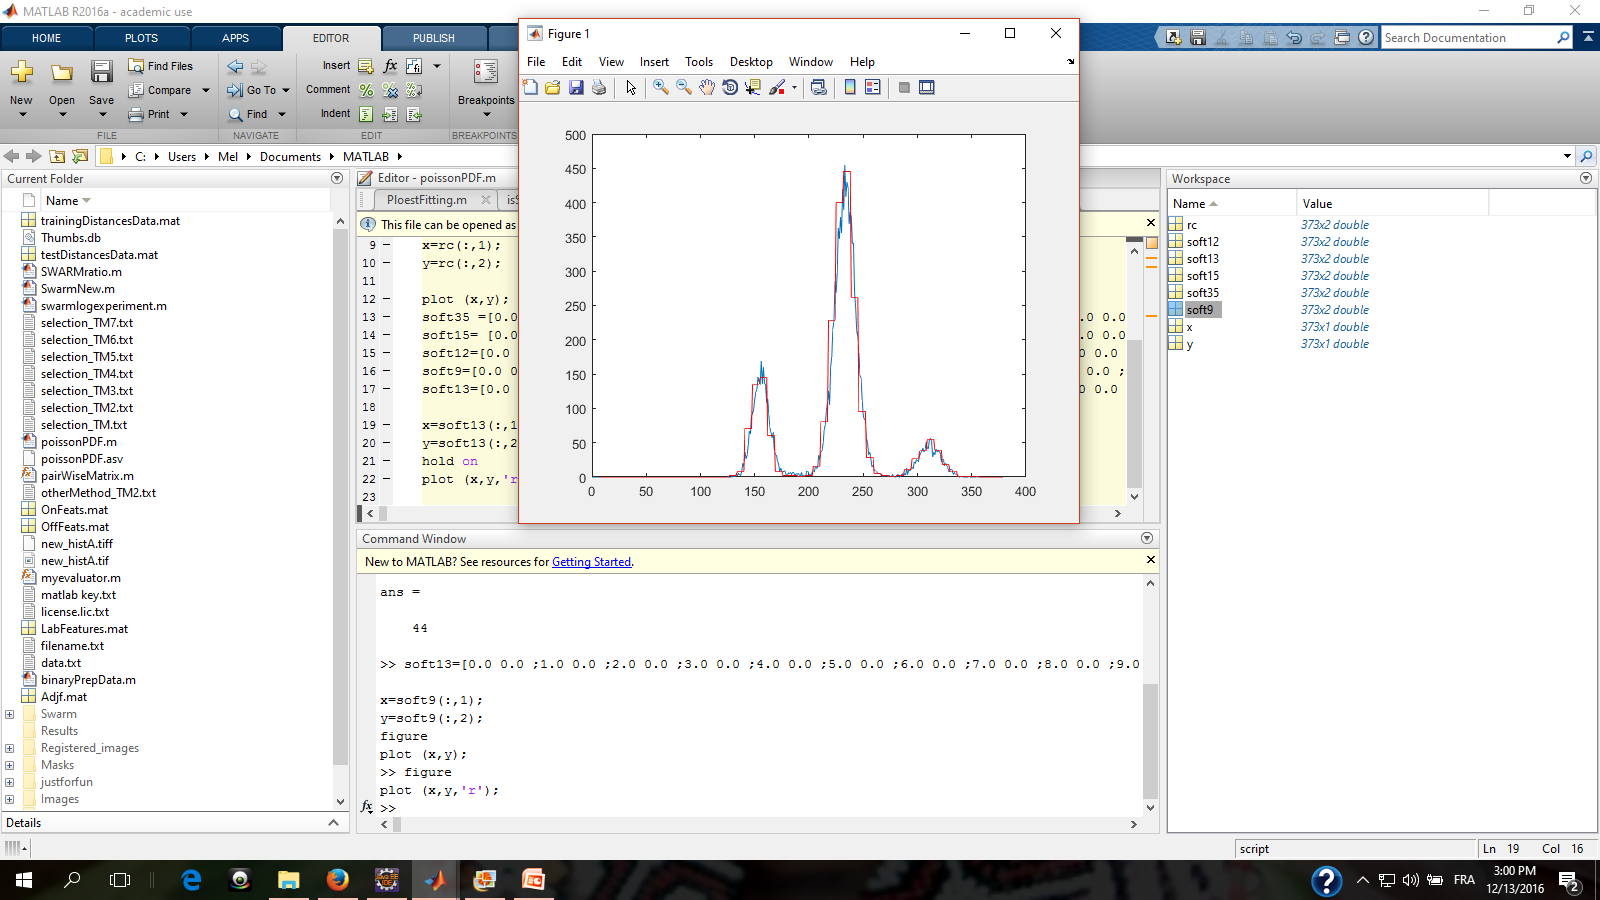 MATLAB R2016a - academic use
HOME PLOTS APPS EDITOR PUBLISH
Search Documentation
New Open Save Find Files Compare Print
Go To Find
Insert fx
Comment
Indent
Breakpoints
FILE NAVIGATE EDIT BREAKPOINTS
C: Users Mel Documents MATLAB
Current Folder
Name
trainingDistancesData.mat
Thumbs.db
testDistancesData.mat
SWARMratio.m
SwarmNew.m
swarmlogexperiment.m
selection_TM7.txt
selection_TM6.txt
selection_TM5.txt
selection_TM4.txt
selection_TM3.txt
selection_TM2.txt
selection_TM.txt
poissonPDF.m
poissonPDF.asv
pairWiseMatrix.m
otherMethod_TM2.txt
OnFeats.mat
OffFeats.mat
new_histA.tiff
new_histA.tif
myevaluator.m
matlab key.txt
license.lic.txt
LabFeatures.mat
filename.txt
data.txt
binaryPrepData.m
Adjf.mat
Swarm
Results
Registered_images
Masks
justforfun
Images
Details
Editor - poissonPDF.m
PloestFitting.m
This file can be opened as
9 x=rc(:,1);
10 y=rc(:,2);
11
12 plot (x,y);
13 soft35 =[0.0
14 soft15= [0.0
15 soft12=[0.0
16 soft9=[0.0 0
17 soft13=[0.0
18
19 x=soft13(:,1
20 y=soft13(:,2
21 hold on
22 plot (x,y,'r
23
Figure 1
File Edit View Insert Tools Desktop Window Help
500
450
400
350
300
250
200
150
100
50
0
0 50 100 150 200 250 300 350 400
Command Window
New to MATLAB? See resources for Getting Started.
ans =
44
>> soft13=[0.0 0.0 ;1.0 0.0 ;2.0 0.0 ;3.0 0.0 ;4.0 0.0 ;5.0 0.0 ;6.0 0.0 ;7.0 0.0 ;8.0 0.0 ;9.0
x=soft9(:,1);
y=soft9(:,2);
figure
plot (x,y);
>> figure
plot (x,y,'r');
fx >>
Workspace
Name Value
rc 373x2 double
soft12 373x2 double
soft13 373x2 double
soft15 373x2 double
soft35 373x2 double
soft9 373x2 double
x 373x1 double
y 373x1 double
script Ln 19 Col 16
FRA
3:00 PM
12/13/2016
2